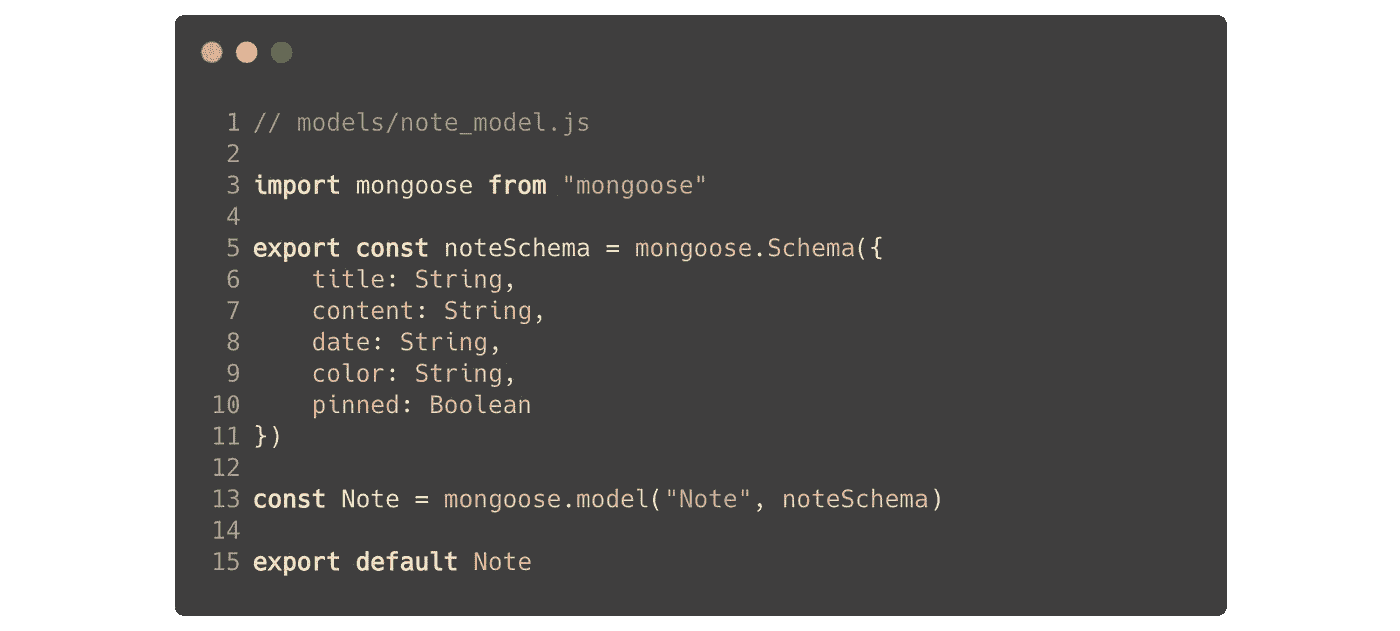 1 // models/note_model.js
2
3 import mongoose from "mongoose"
4
5 export const noteSchema = mongoose.Schema({
6     title: String,
7     content: String,
8     date: String,
9     color: String,
10     pinned: Boolean
11 })
12
13 const Note = mongoose.model("Note", noteSchema)
14
15 export default Note